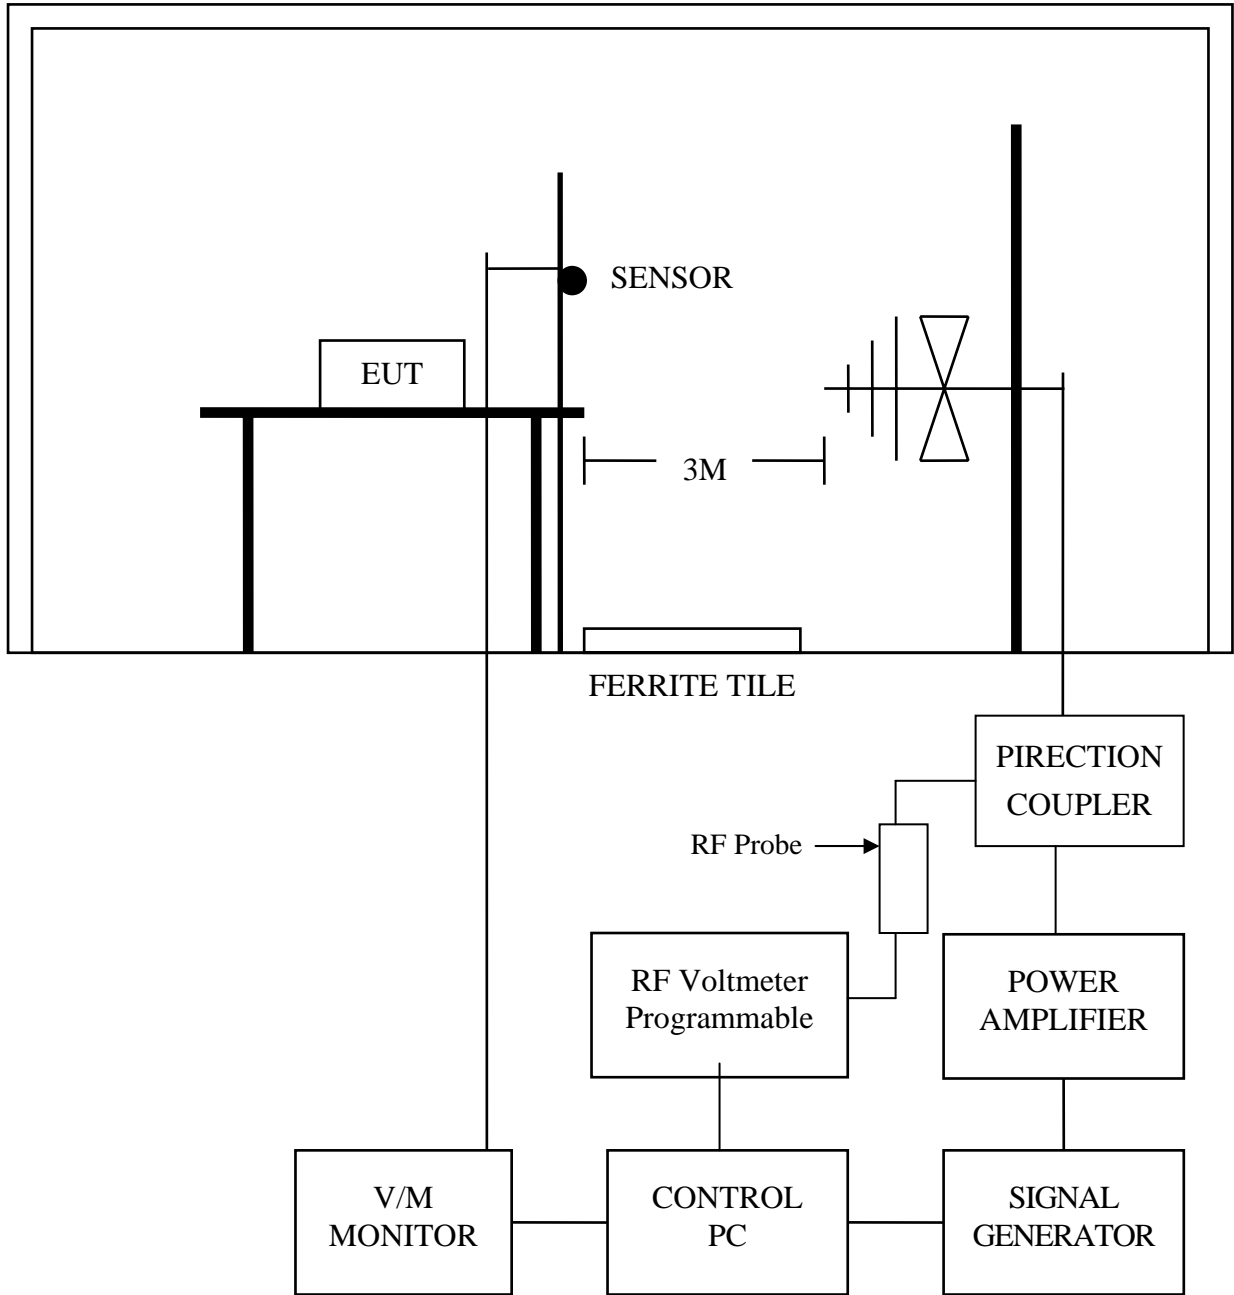 SENSOR
EUT
3M
FERRITE TILE
PIRECTION
COUPLER
RF Probe
RF Voltmeter
Programmable
POWER
AMPLIFIER
V/M
MONITOR
CONTROL
PC
SIGNAL
GENERATOR